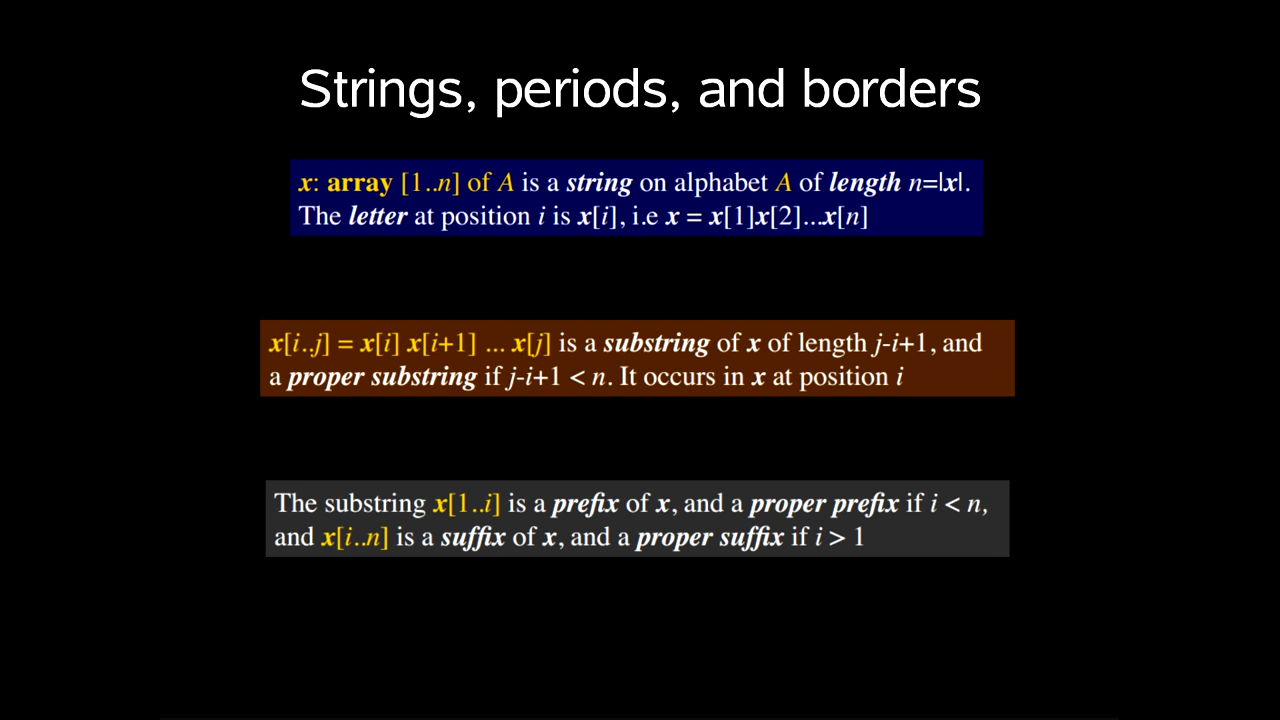 Strings, periods, and borders
x: array [1..n] of A is a string on alphabet A of length n=|x|.
The letter at position i is x[i], i.e x = x[1]x[2]...x[n]
x[i..j] = x[i] x[i+1] ... x[j] is a substring of x of length j-i+1, and
a proper substring if j-i+1 < n. It occurs in x at position i
The substring x[1..i] is a prefix of x, and a proper prefix if i < n,
and x[i..n] is a suffix of x, and a proper suffix if i > 1